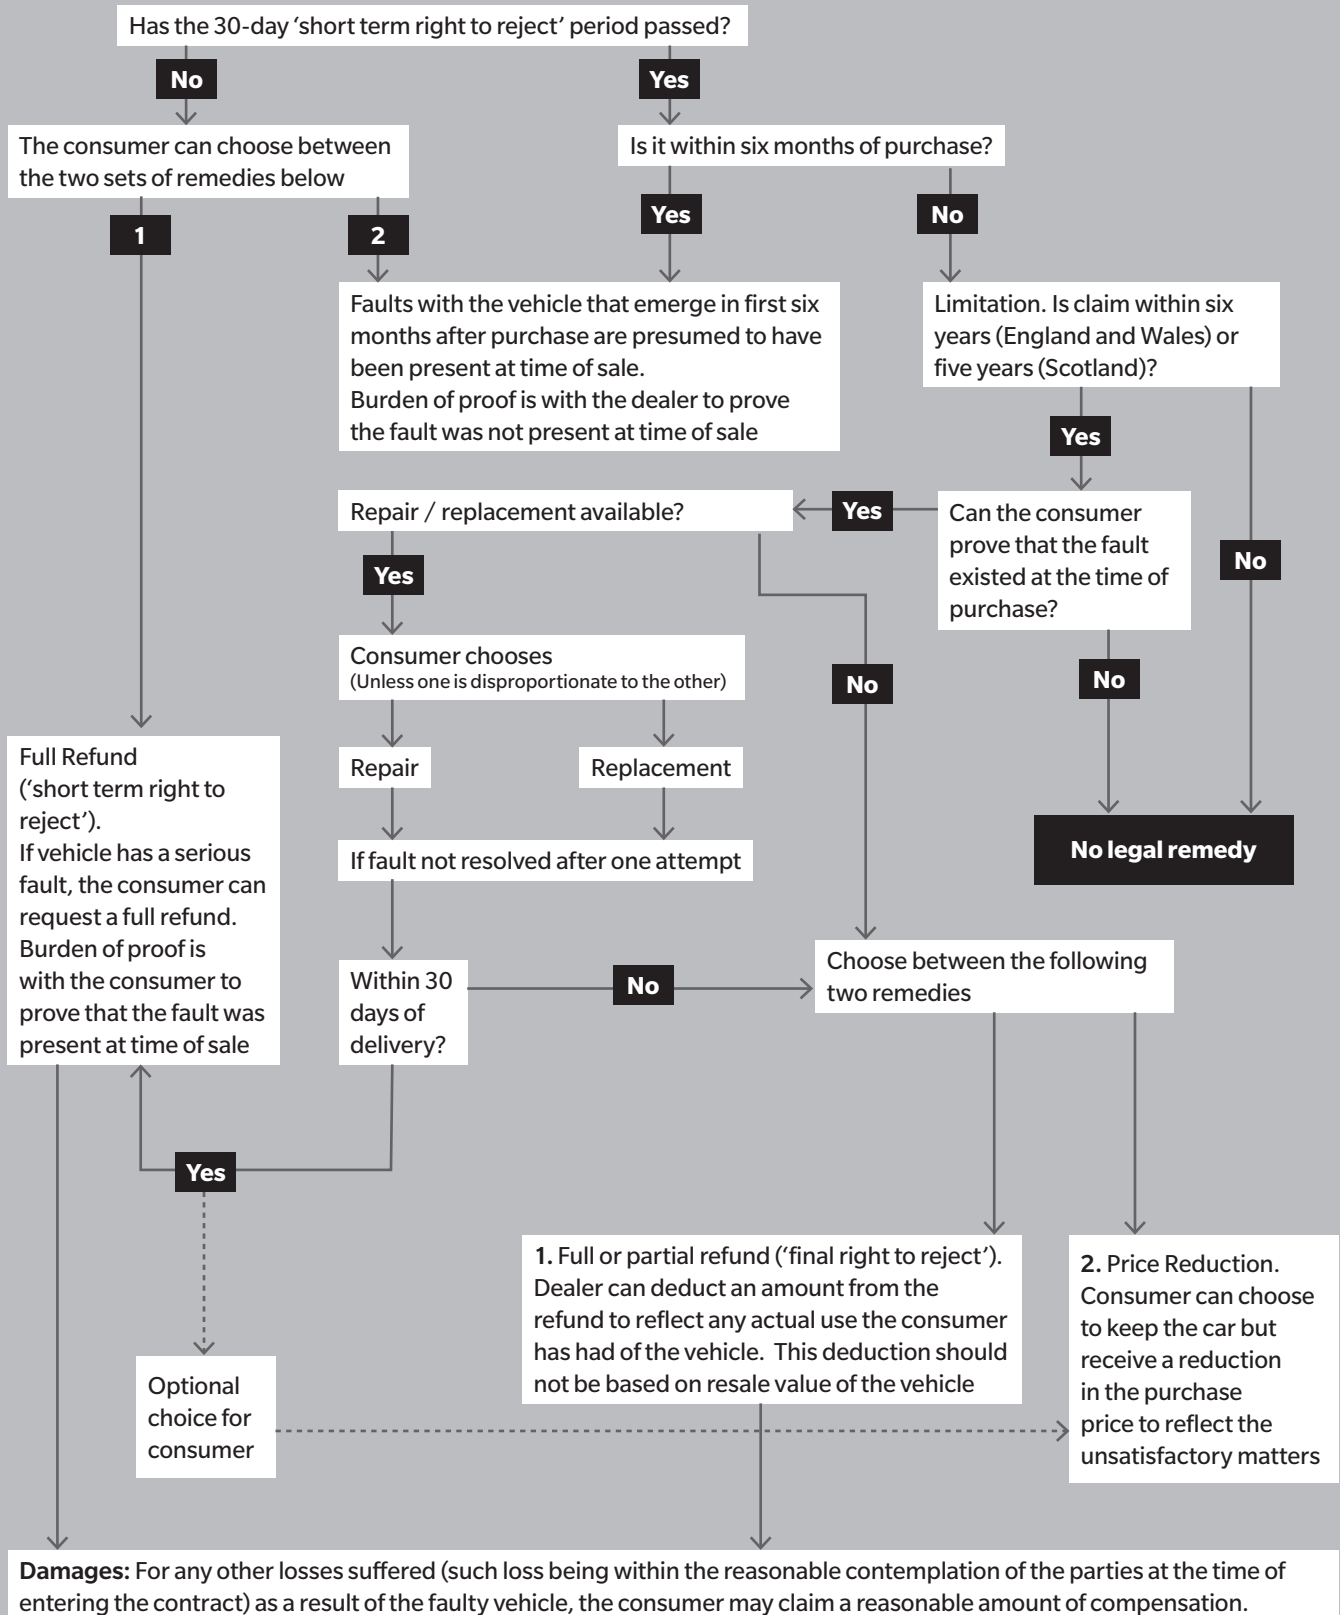 Has the 30-day ‘short term right to reject’ period passed?
No
Yes
The consumer can choose between
the two sets of remedies below
Is it within six months of purchase?
1
2
Yes
No
Faults with the vehicle that emerge in first six
months after purchase are presumed to have
been present at time of sale.
Burden of proof is with the dealer to prove
the fault was not present at time of sale
Limitation. Is claim within six
years (England and Wales) or
five years (Scotland)?
Yes
No
Repair / replacement available?
Yes
Can the consumer
prove that the fault
existed at the time of
purchase?
Yes
No
No
Consumer chooses
(Unless one is disproportionate to the other)
Repair
Replacement
If fault not resolved after one attempt
No legal remedy
Full Refund
(‘short term right to
reject’).
If vehicle has a serious
fault, the consumer can
request a full refund.
Burden of proof is
with the consumer to
prove that the fault was
present at time of sale
Within 30
days of
delivery?
No
Choose between the following
two remedies
Yes
Optional
choice for
consumer
1. Full or partial refund (‘final right to reject’).
Dealer can deduct an amount from the
refund to reflect any actual use the consumer
has had of the vehicle. This deduction should
not be based on resale value of the vehicle
2. Price Reduction.
Consumer can choose
to keep the car but
receive a reduction
in the purchase
price to reflect the
unsatisfactory matters
Damages: For any other losses suffered (such loss being within the reasonable contemplation of the parties at the time of
entering the contract) as a result of the faulty vehicle, the consumer may claim a reasonable amount of compensation.